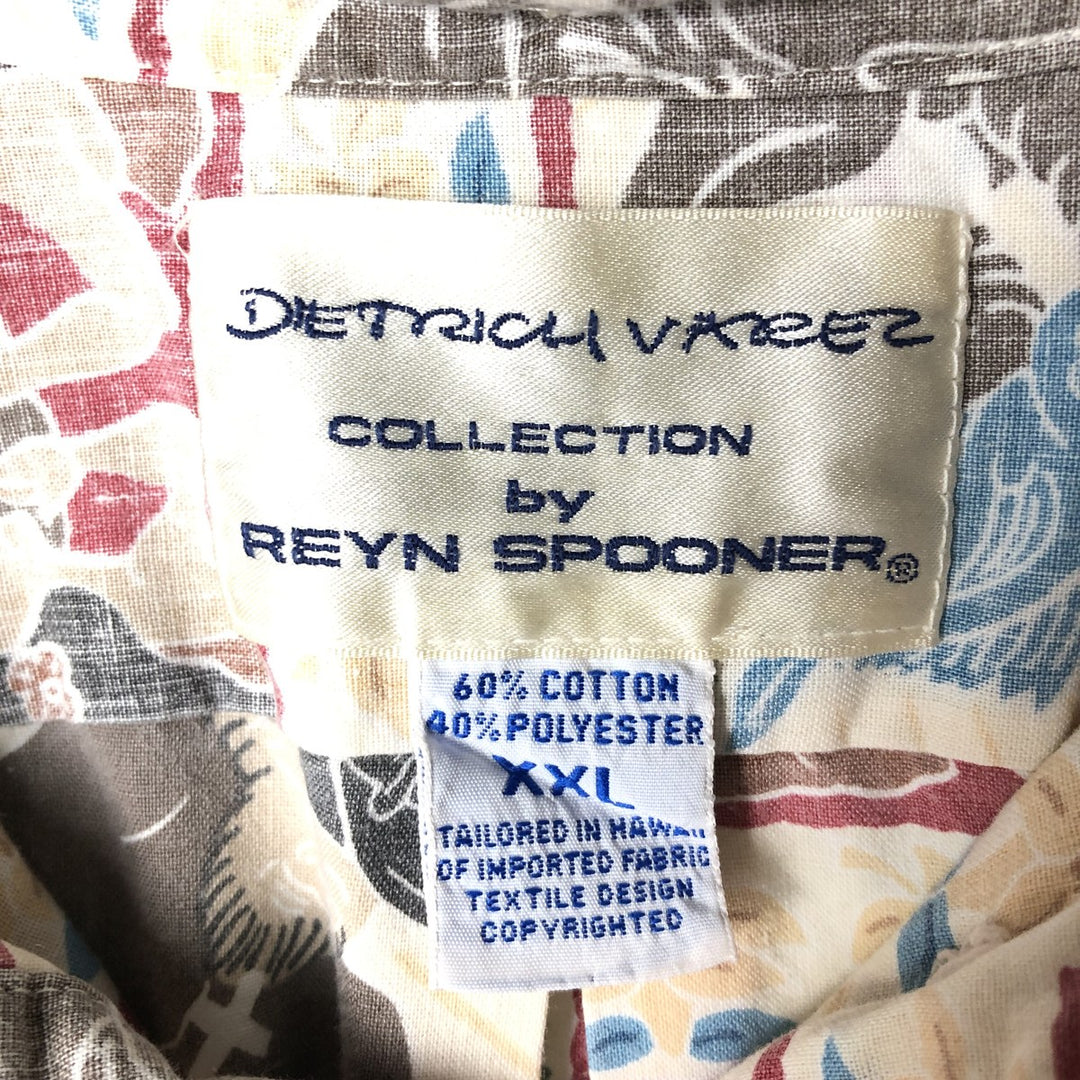 DIETRICH VAREZ
COLLECTION
by
REYN SPOONER®
60% COTTON
40% POLYESTER
XXL
TAILORED IN HAWAII
OF IMPORTED FABRIC
TEXTILE DESIGN
COPYRIGHTED